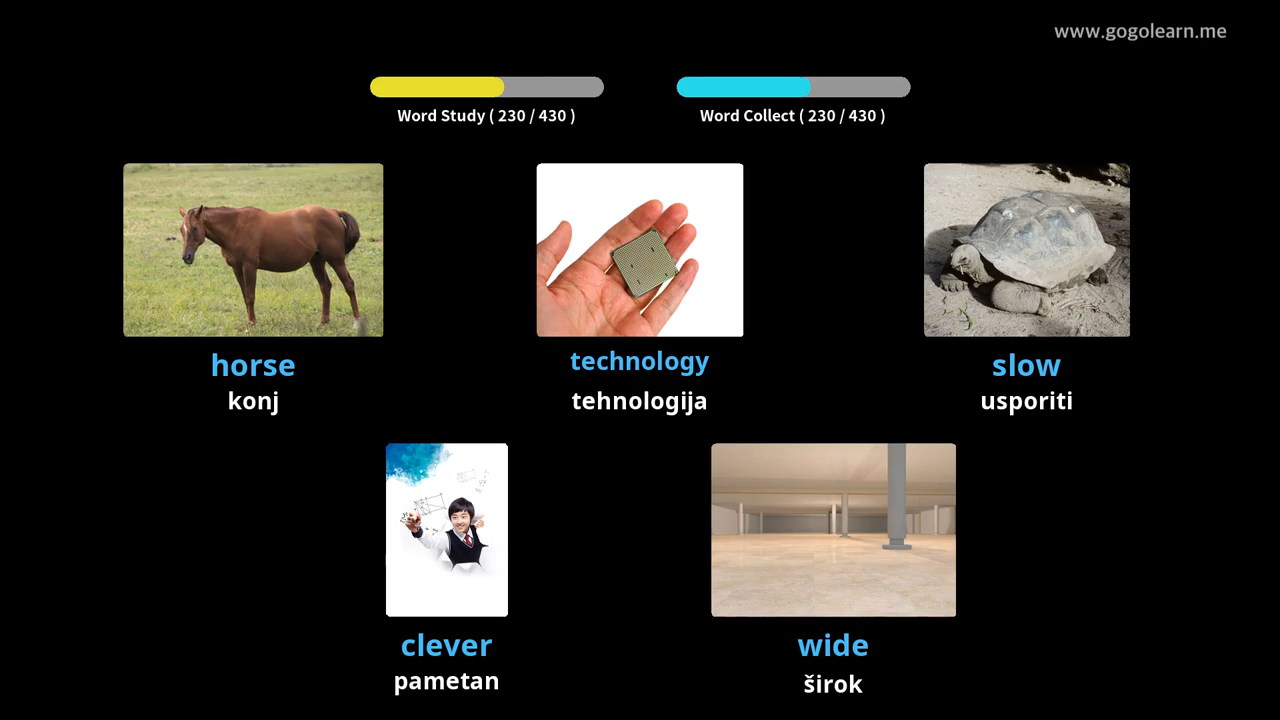 www.gogolearn.me
Word Study ( 230 / 430 )
Word Collect ( 230 / 430 )
horse
konj
technology
tehnologija
slow
usporiti
clever
pametan
wide
širok